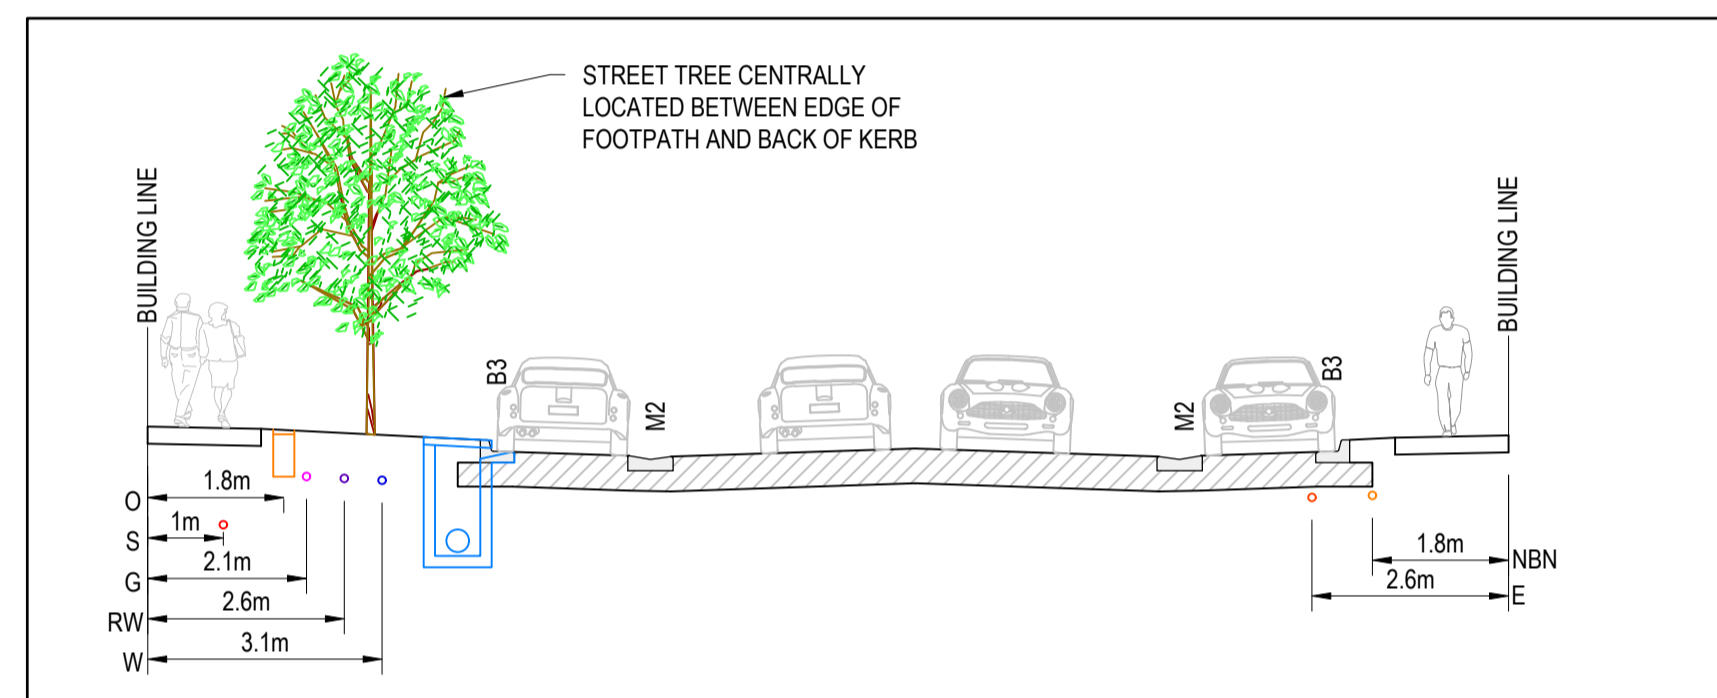 STREET TREE CENTRALLY
LOCATED BETWEEN EDGE OF
FOOTPATH AND BACK OF KERB
BUILDING LINE
BUILDING LINE
B3
M2
M2
B3
O 1.8m
S 1m
G 2.1m
RW 2.6m
W 3.1m
1.8m NBN
2.6m E